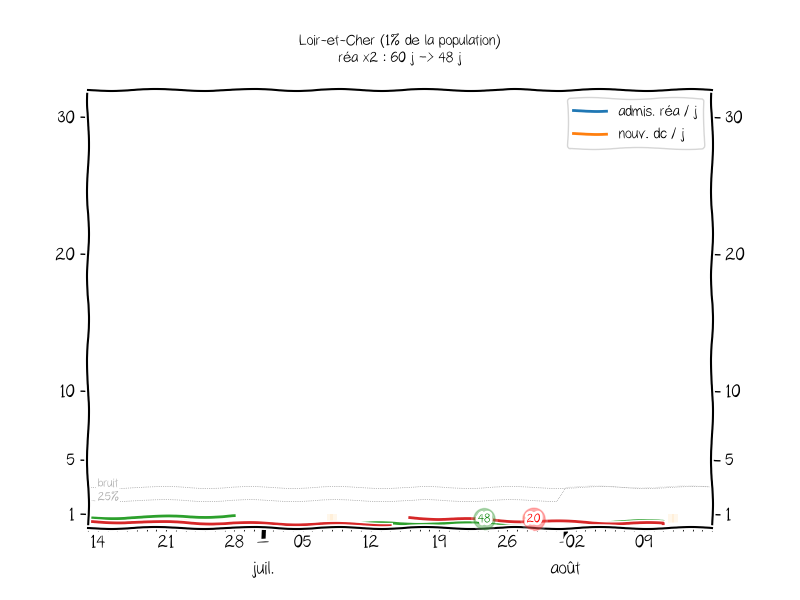 Loir-et-Cher (1% de la population)
réa x2 : 60 j -> 48 j
admis. réa / j
nouv. dc / j
30 30
20 20
10 10
5 5
bruit
25%
1 1
48 20
14 21 28 05 12 19 26 02 09
juil. août